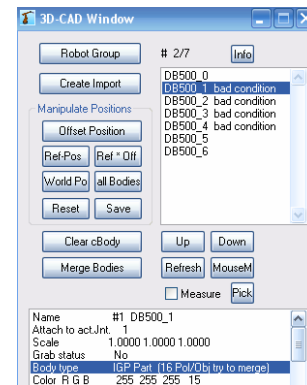 3D-CAD Window
Robot Group
# 2/7
Info
Create Import
DB500_0
DB500_1 bad condition
DB500_2 bad condition
DB500_3 bad condition
DB500_4 bad condition
DB500_5
DB500_6
Manipulate Positions
Offset Position
Ref-Pos
Ref * Off
World Po
all Bodies
Reset
Save
Clear cBody
Up
Down
Merge Bodies
Refresh
MouseM
Measure
Pick
Name #1 DB500_1
Attach to act.Jnt. 1
Scale 1.0000 1.0000 1.0000
Grab status No
Body type IGP Part (16 Pol/Obj try to merge)
Color R G B 255 255 255 15